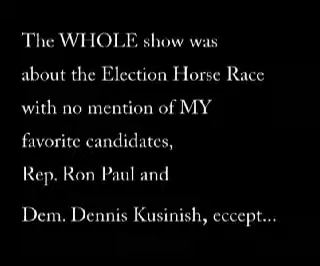 The WHOLE show was
about the Election Horse Race
with no mention of MY
favorite candidates,
Rep. Ron Paul and
Dem. Dennis Kusinish, eccept...